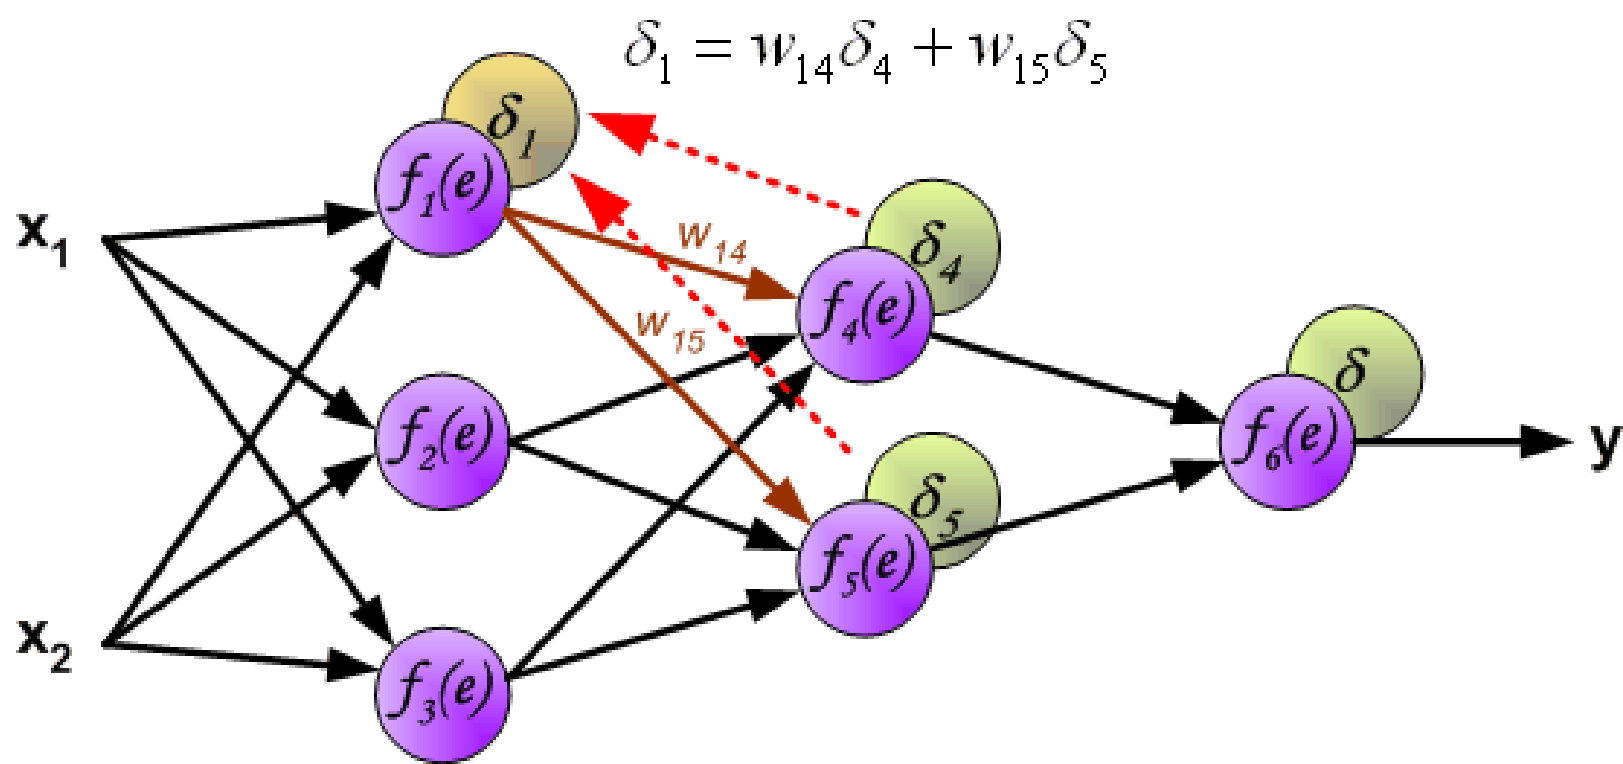 δ₁ = w₁₄δ₄ + w₁₅δ₅
δ₁
f₁(e)
x₁
w₁₄
δ₄
f₄(e)
w₁₅
δ
f₂(e)
f₆(e)
y
δ₅
f₅(e)
x₂
f₃(e)